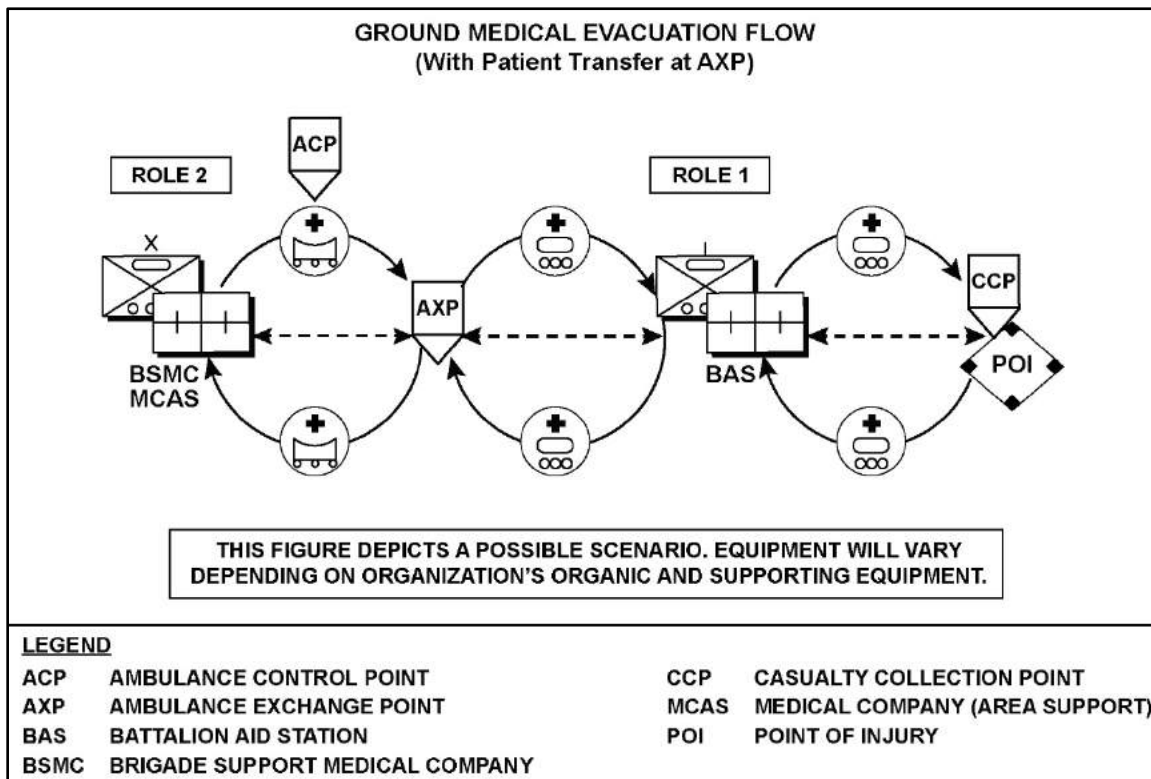 GROUND MEDICAL EVACUATION FLOW
(With Patient Transfer at AXP)
ACP
ROLE 2
ROLE 1
AXP
CCP
POI
BSMC
MCAS
BAS
THIS FIGURE DEPICTS A POSSIBLE SCENARIO. EQUIPMENT WILL VARY
DEPENDING ON ORGANIZATION'S ORGANIC AND SUPPORTING EQUIPMENT.
LEGEND
ACP AMBULANCE CONTROL POINT
AXP AMBULANCE EXCHANGE POINT
BAS BATTALION AID STATION
BSMC BRIGADE SUPPORT MEDICAL COMPANY
CCP CASUALTY COLLECTION POINT
MCAS MEDICAL COMPANY (AREA SUPPORT)
POI POINT OF INJURY